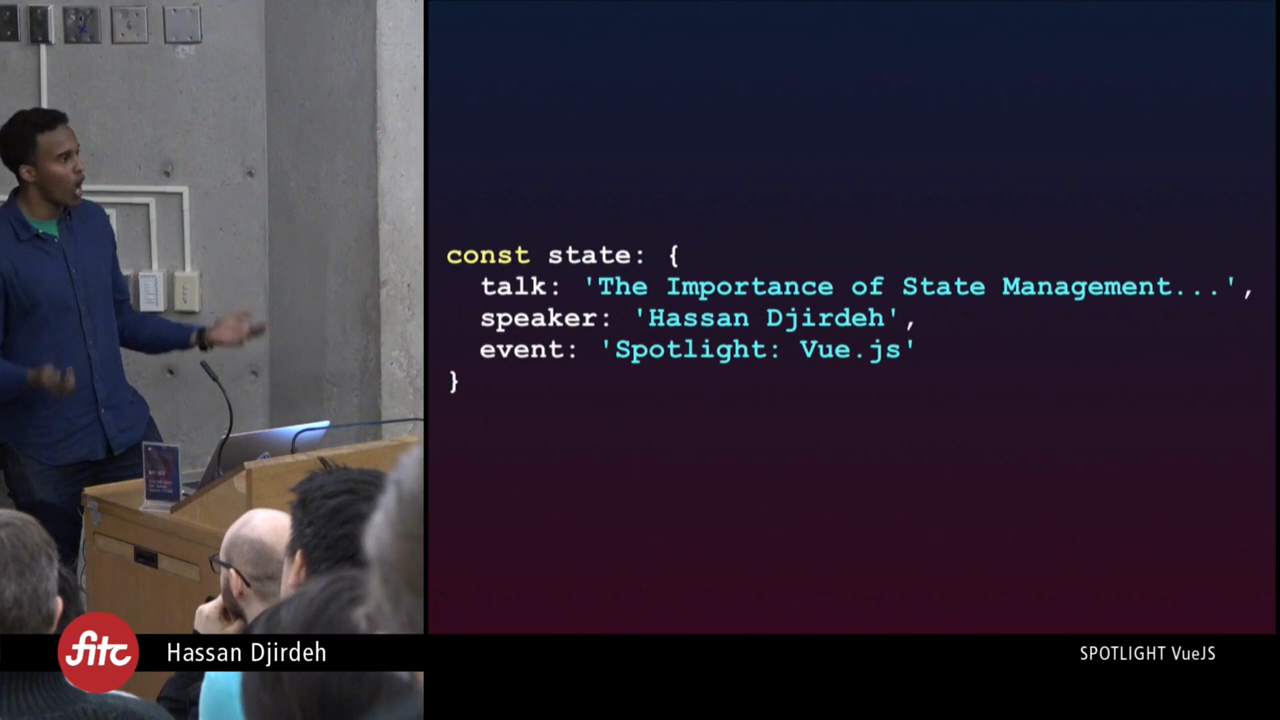 const state: {
talk: 'The Importance of State Management...',
speaker: 'Hassan Djirdeh',
event: 'Spotlight: Vue.js'
}
fitc
Hassan Djirdeh
SPOTLIGHT VueJS